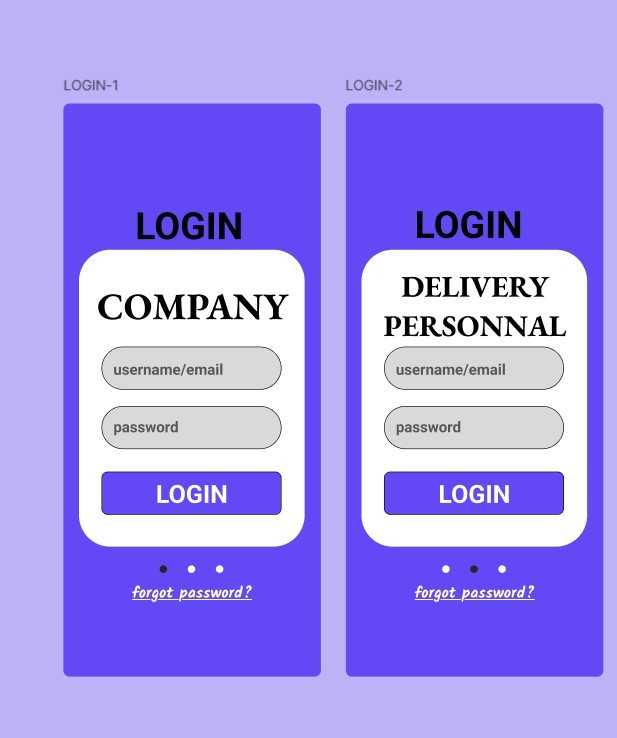 LOGIN-1
LOGIN
COMPANY
username/email
password
LOGIN
forgot password?
LOGIN-2
LOGIN
DELIVERY
PERSONNAL
username/email
password
LOGIN
forgot password?